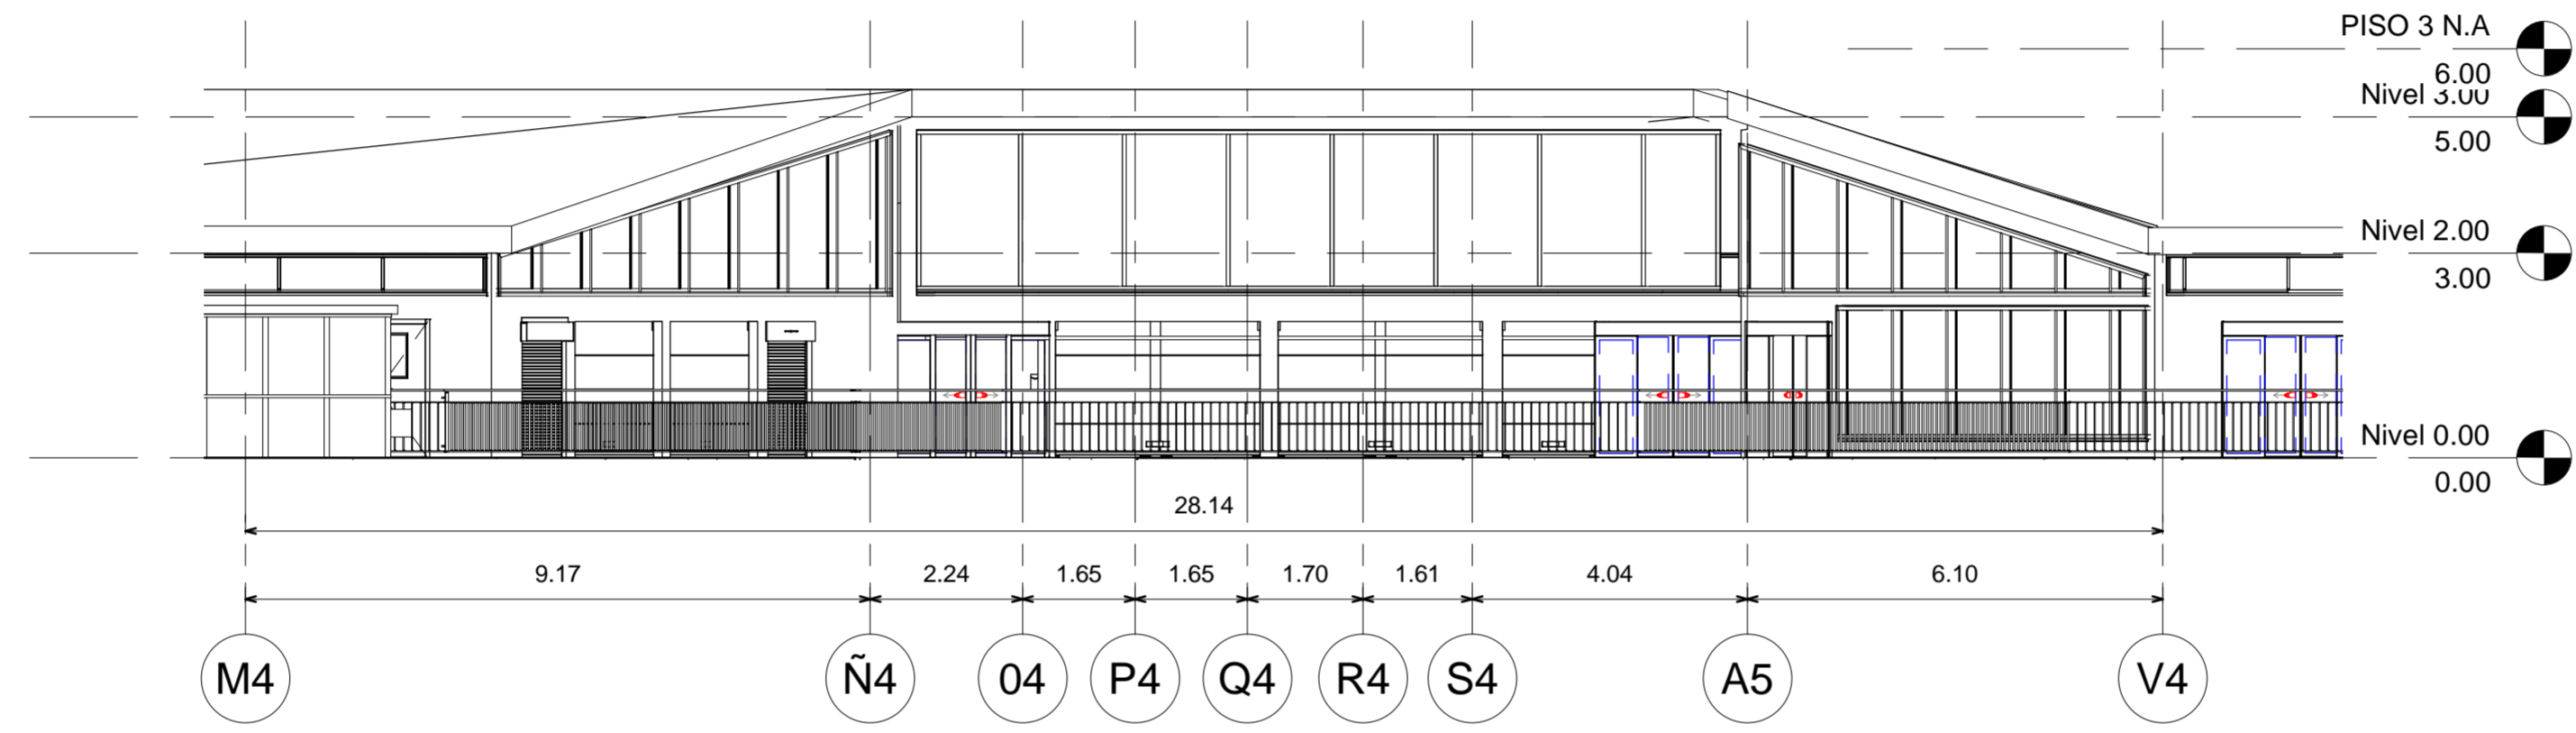 PISO 3 N.A
6.00
Nivel 3.00
5.00
Nivel 2.00
3.00
Nivel 0.00
0.00
28.14
9.17 2.24 1.65 1.65 1.70 1.61 4.04 6.10
M4 Ñ4 04 P4 Q4 R4 S4 A5 V4